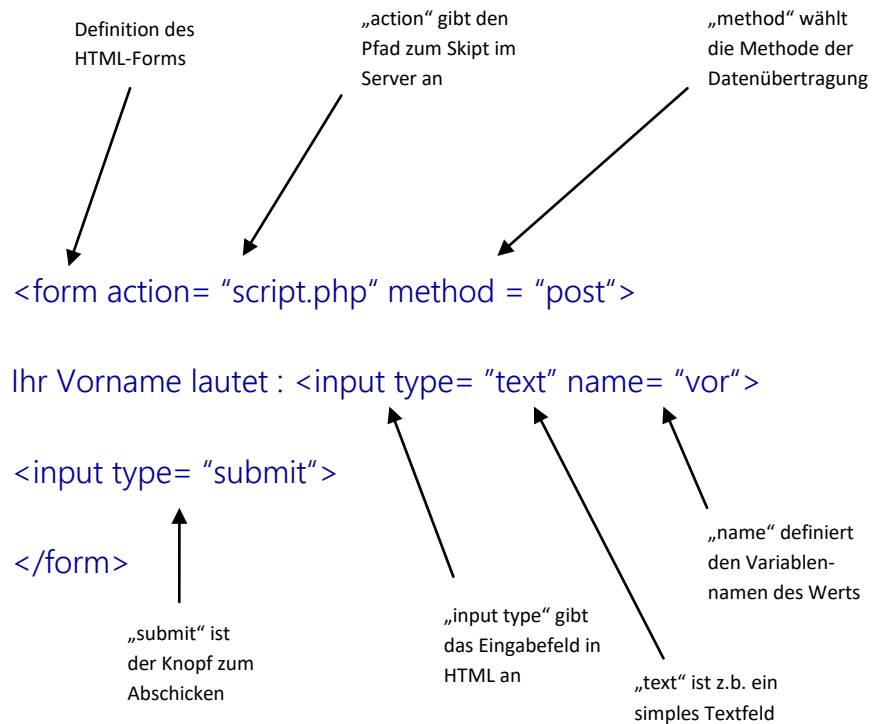 Definition des
HTML-Forms
„action“ gibt den
Pfad zum Skipt im
Server an
„method“ wählt
die Methode der
Datenübertragung
<form action= “script.php“ method = “post“>
Ihr Vorname lautet : <input type= ”text” name= “vor“>
<input type= “submit“>
</form>
„submit“ ist
der Knopf zum
Abschicken
„input type“ gibt
das Eingabefeld in
HTML an
„text“ ist z.b. ein
simples Textfeld
„name“ definiert
den Variablen-
namen des Werts